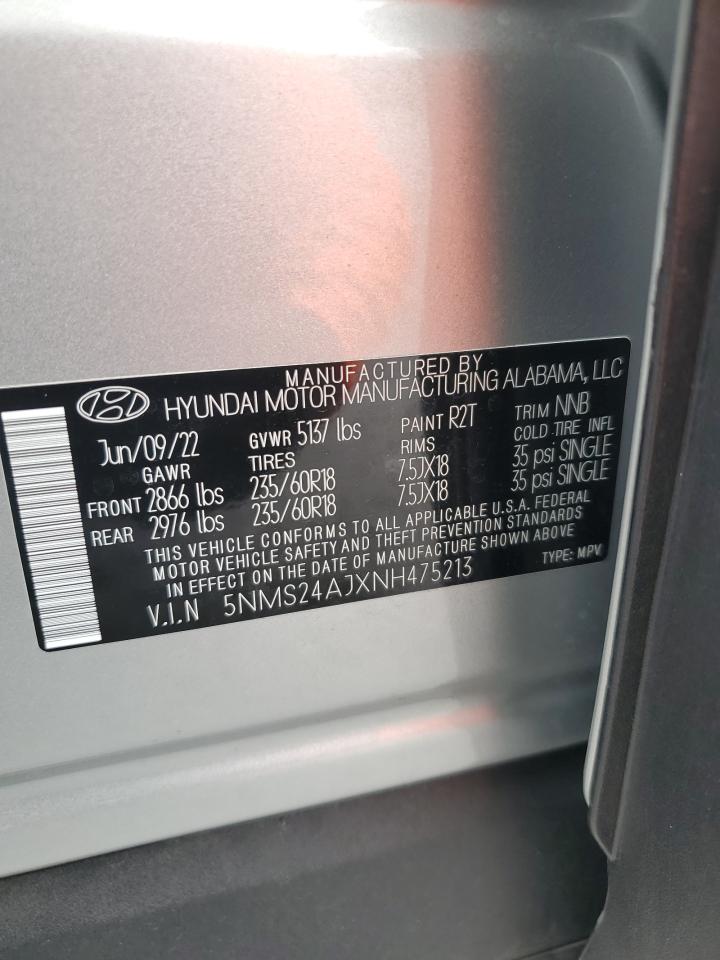 MANUFACTURED BY
HYUNDAI MOTOR MANUFACTURING ALABAMA, LLC
Jun/09/22 GVWR 5137 lbs PAINT R2T TRIM NNB
GAWR TIRES RIMS COLD TIRE INFL
FRONT 2866 lbs 235/60R18 7.5JX18 35 psi SINGLE
REAR 2976 lbs 235/60R18 7.5JX18 35 psi SINGLE
THIS VEHICLE CONFORMS TO ALL APPLICABLE U.S.A. FEDERAL
MOTOR VEHICLE SAFETY AND THEFT PREVENTION STANDARDS
IN EFFECT ON THE DATE OF MANUFACTURE SHOWN ABOVE
V.I.N 5NMS24AJXNH475213 TYPE: MPV